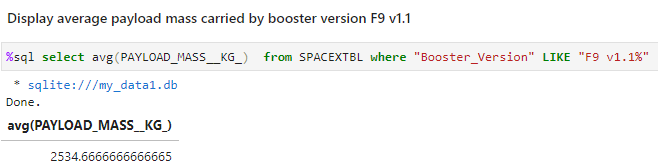 Display average payload mass carried by booster version F9 v1.1
%sql select avg(PAYLOAD_MASS__KG_)  from SPACEXTBL where "Booster_Version" LIKE "F9 v1.1%"
* sqlite:///my_data1.db
Done.
avg(PAYLOAD_MASS__KG_)
2534.6666666666665